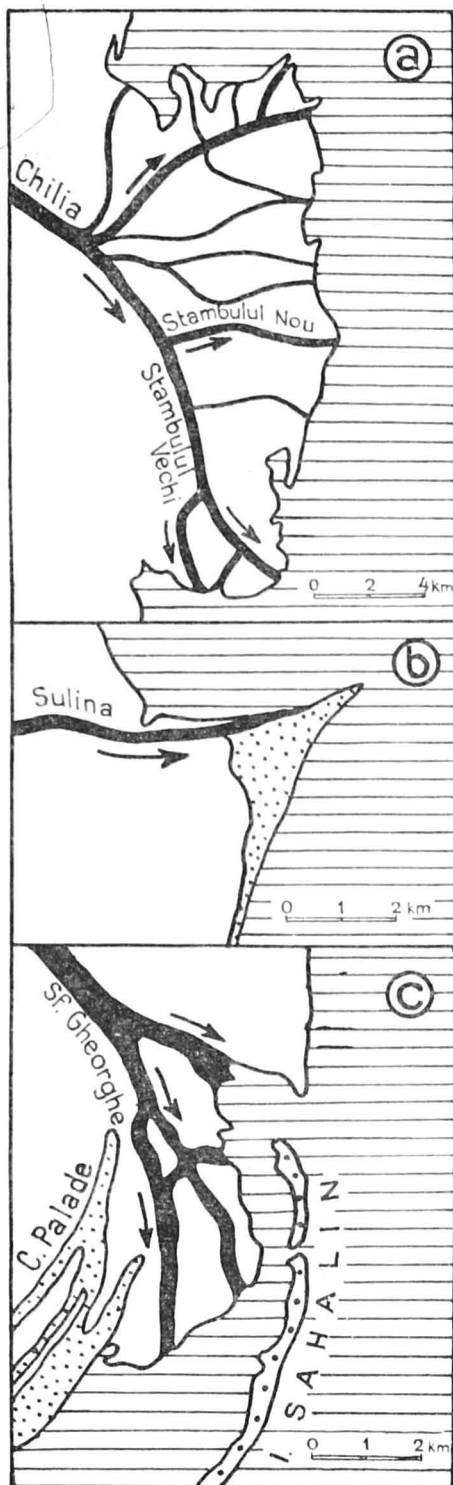 a
Chilia
Stambulul Nou
Stambulul
Vechi
0 2 4 km
b
Sulina
0 1 2 km
c
Sf. Gheorghe
C. Palade
I. SAHALIN
0 1 2 km